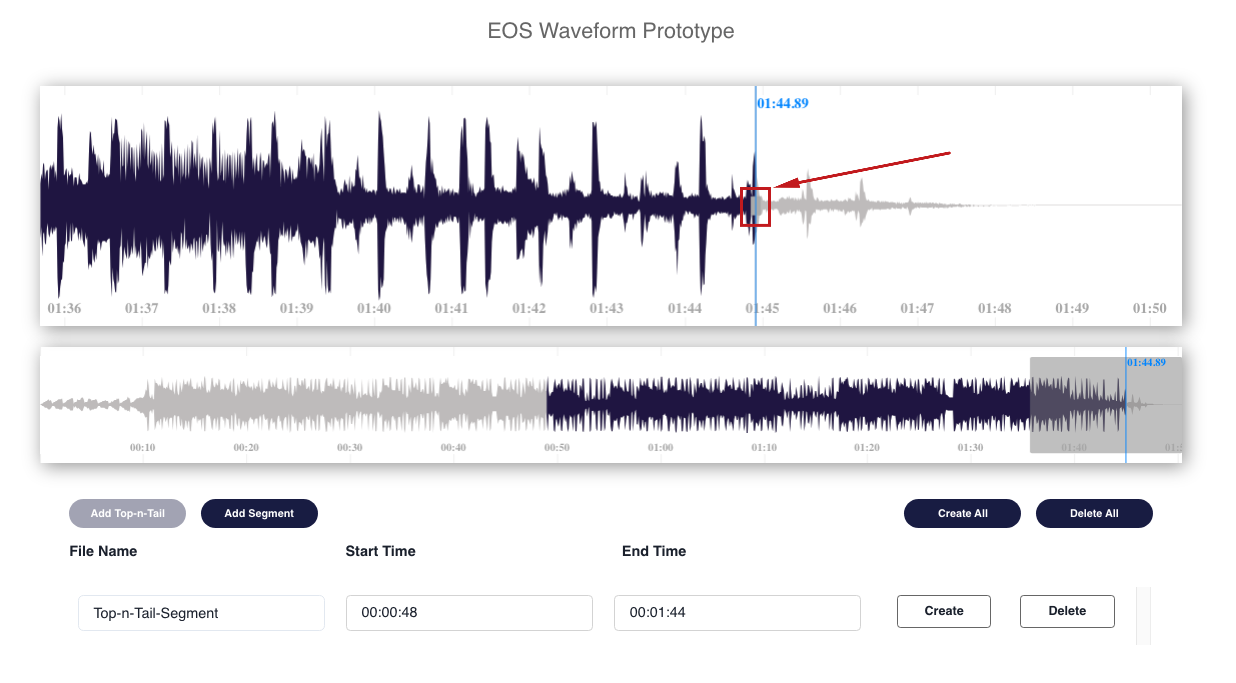 EOS Waveform Prototype
01:44.89
01:36 01:37 01:38 01:39 01:40 01:41 01:42 01:43 01:44 01:45 01:46 01:47 01:48 01:49 01:50
01:44.89
00:10 00:20 00:30 00:40 00:50 01:00 01:10 01:20 01:30 01:40
Add Top-n-Tail Add Segment Create All Delete All
File Name Start Time End Time
Top-n-Tail-Segment 00:00:48 00:01:44 Create Delete